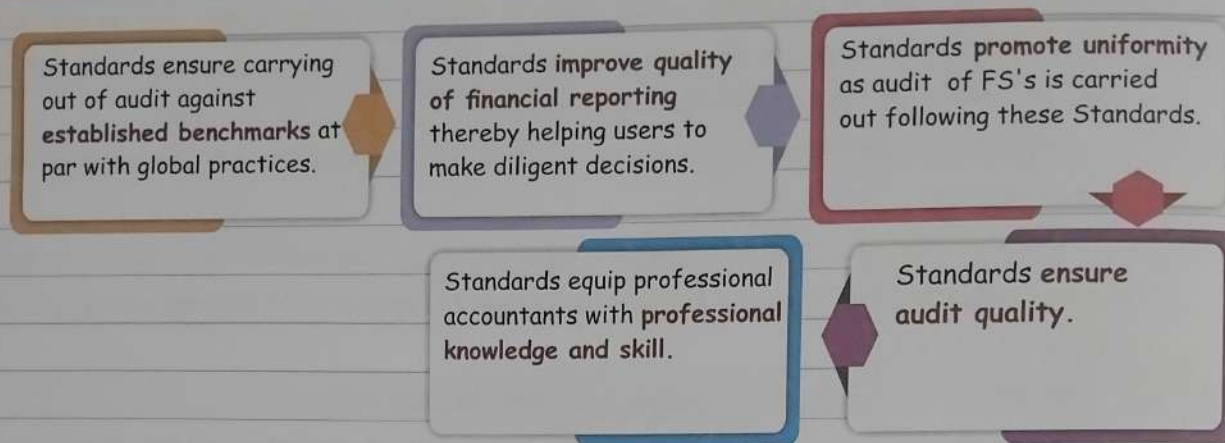 Standards ensure carrying
out of audit against
established benchmarks at
par with global practices.
Standards improve quality
of financial reporting
thereby helping users to
make diligent decisions.
Standards promote uniformity
as audit of FS's is carried
out following these Standards.
Standards ensure
audit quality.
Standards equip professional
accountants with professional
knowledge and skill.